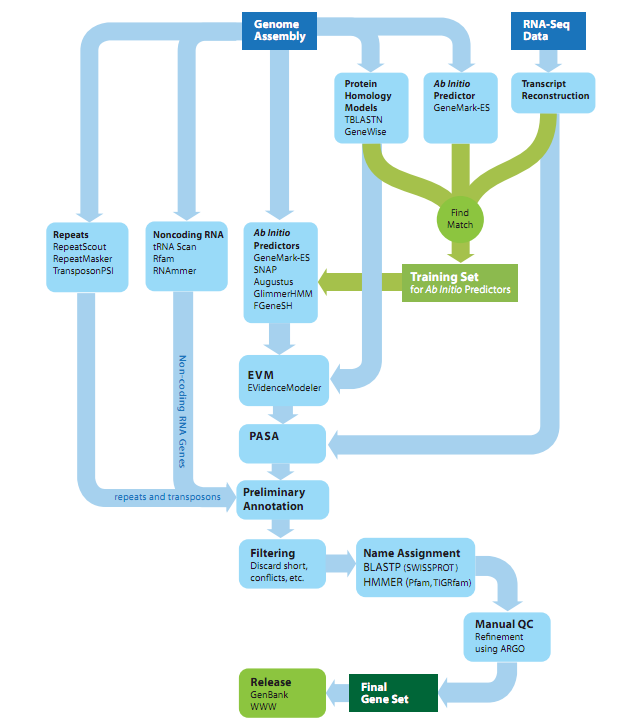 Genome
Assembly
RNA-Seq
Data
Protein
Homology
Models
TBLASTN
GeneWise
Ab Initio
Predictor
GeneMark-ES
Transcript
Reconstruction
Find
Match
Repeats
RepeatScout
RepeatMasker
TransposonPSI
Noncoding RNA
tRNA Scan
Rfam
RNAmmer
Ab Initio
Predictors
GeneMark-ES
SNAP
Augustus
GlimmerHMM
FGeneSH
Training Set
for Ab Initio Predictors
EVM
EVidenceModeler
Non-coding RNA Genes
PASA
repeats and transposons
Preliminary
Annotation
Filtering
Discard short,
conflicts, etc.
Name Assignment
BLASTP (SWISSPROT)
HMMER (Pfam, TIGRfam)
Manual QC
Refinement
using ARGO
Final
Gene Set
Release
GenBank
WWW